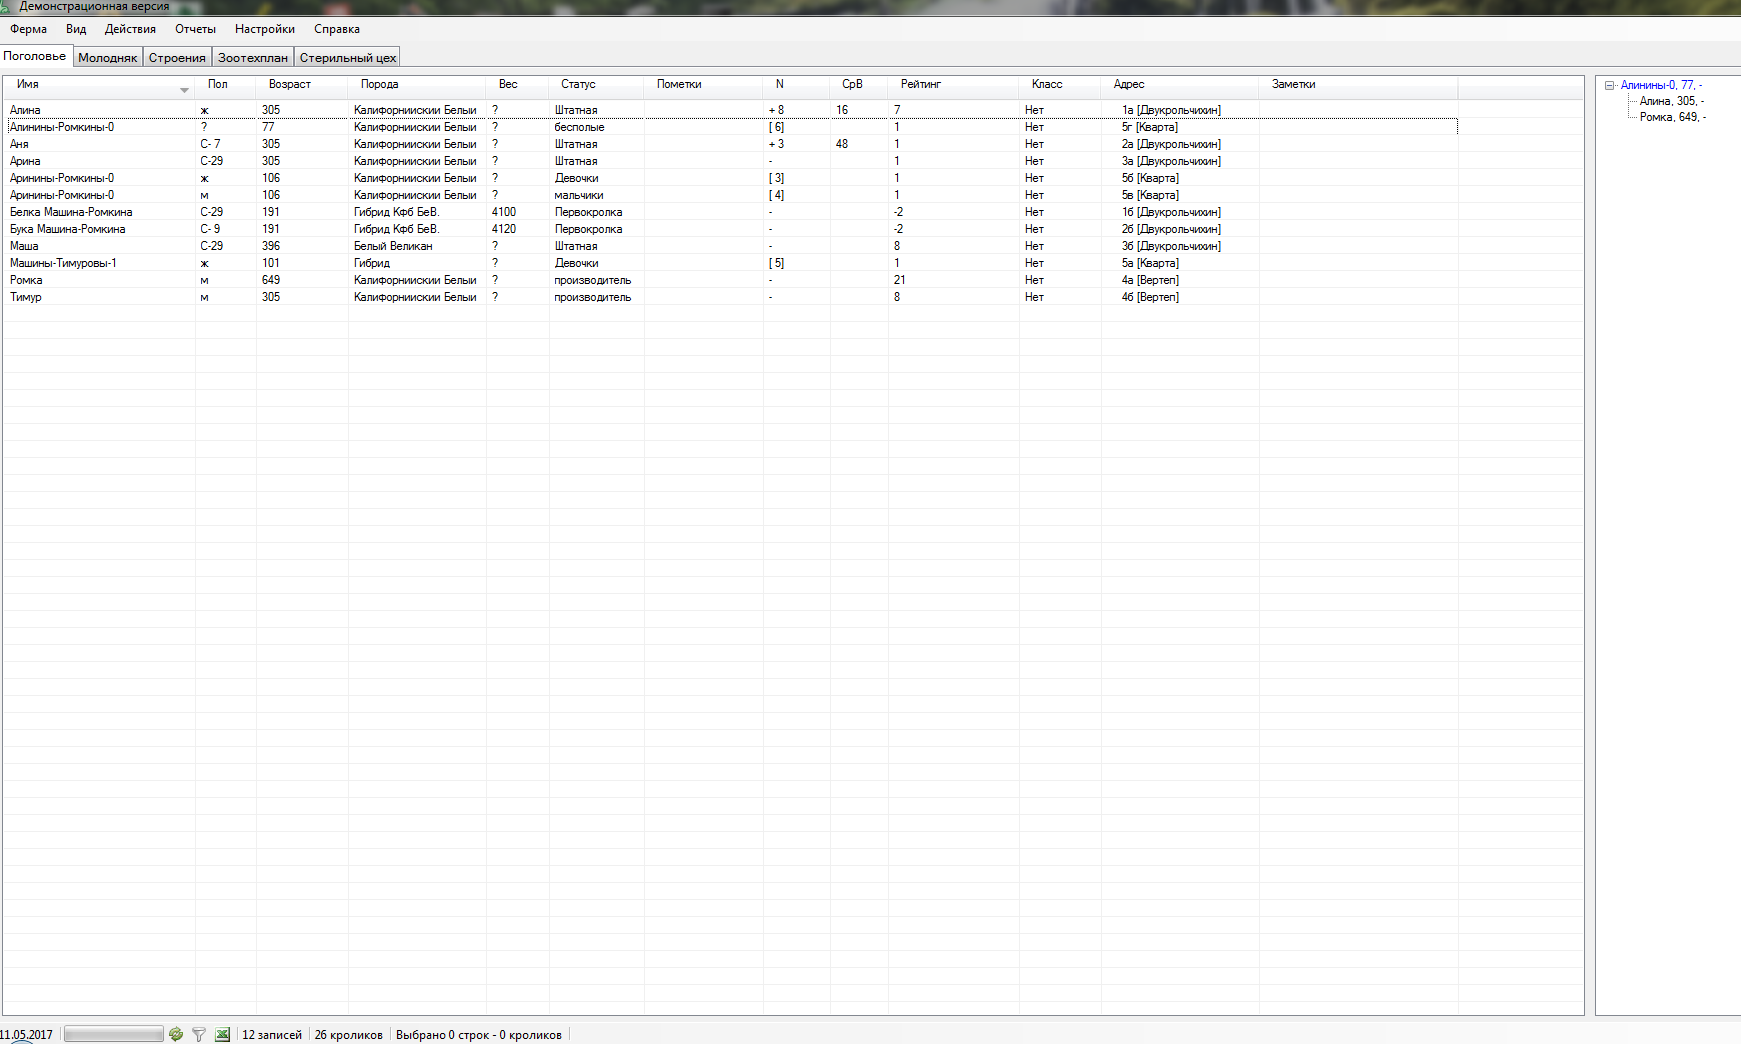 Демонстрационная версия
Ферма Вид Действия Отчеты Настройки Справка
Поголовье Молодняк Строения Зоотехплан Стерильный цех
Имя Пол Возраст Порода Вес Статус Пометки N СрВ Рейтинг Класс Адрес Заметки
Алина ж 305 Калифорнииский Белыи ? Штатная + 8 16 7 Нет 1а [Двукрольчихин]
Алинины-Ромкины-0 ? 77 Калифорнииский Белыи ? бесполые [ 6] 1 Нет 5г [Кварта]
Аня С- 7 305 Калифорнииский Белыи ? Штатная + 3 48 1 Нет 2а [Двукрольчихин]
Арина С-29 305 Калифорнииский Белыи ? Штатная - 1 Нет 3а [Двукрольчихин]
Аринины-Ромкины-0 ж 106 Калифорнииский Белыи ? Девочки [ 3] 1 Нет 5б [Кварта]
Аринины-Ромкины-0 м 106 Калифорнииский Белыи ? мальчики [ 4] 1 Нет 5в [Кварта]
Белка Машина-Ромкина С-29 191 Гибрид Кфб БеВ. 4100 Первокролка - -2 Нет 1б [Двукрольчихин]
Бука Машина-Ромкина С- 9 191 Гибрид Кфб БеВ. 4120 Первокролка - -2 Нет 2б [Двукрольчихин]
Маша С-29 396 Белый Великан ? Штатная - 8 Нет 3б [Двукрольчихин]
Машины-Тимуровы-1 ж 101 Гибрид ? Девочки [ 5] 1 Нет 5а [Кварта]
Ромка м 649 Калифорнииский Белыи ? производитель - 21 Нет 4а [Вертеп]
Тимур м 305 Калифорнииский Белыи ? производитель - 8 Нет 4б [Вертеп]
Алинины-0, 77, -
Алина, 305, -
Ромка, 649, -
11.05.2017 12 записей 26 кроликов Выбрано 0 строк - 0 кроликов